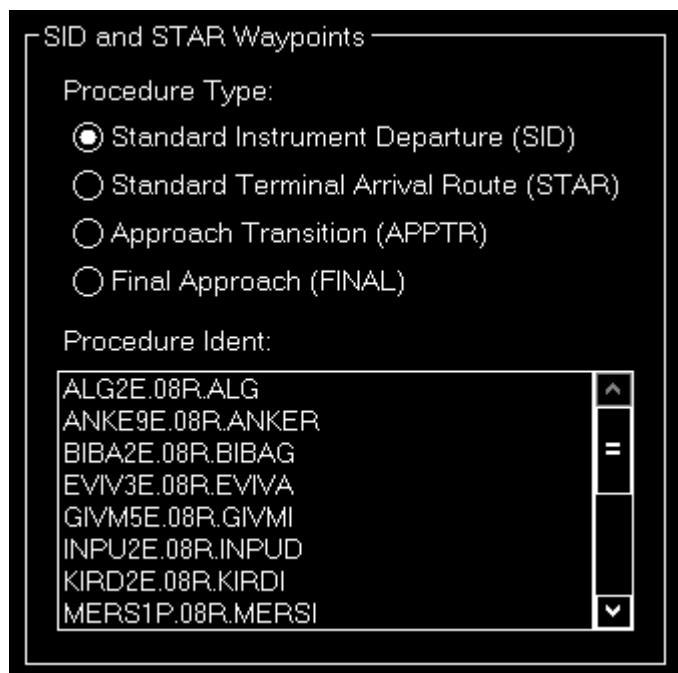 SID and STAR Waypoints
Procedure Type:
Standard Instrument Departure (SID)
Standard Terminal Arrival Route (STAR)
Approach Transition (APPTR)
Final Approach (FINAL)
Procedure Ident:
ALG2E.08R.ALG
ANKE9E.08R.ANKER
BIBA2E.08R.BIBAG
EVIV3E.08R.EVIVA
GIVM5E.08R.GIVMI
INPU2E.08R.INPUD
KIRD2E.08R.KIRDI
MERS1P.08R.MERSI